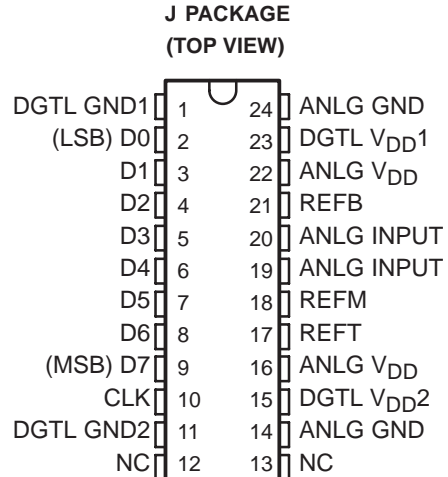 J PACKAGE
(TOP VIEW)
DGTL GND1 1 24 ANLG GND
(LSB) D0 2 23 DGTL VDD1
D1 3 22 ANLG VDD
D2 4 21 REFB
D3 5 20 ANLG INPUT
D4 6 19 ANLG INPUT
D5 7 18 REFM
D6 8 17 REFT
(MSB) D7 9 16 ANLG VDD
CLK 10 15 DGTL VDD2
DGTL GND2 11 14 ANLG GND
NC 12 13 NC